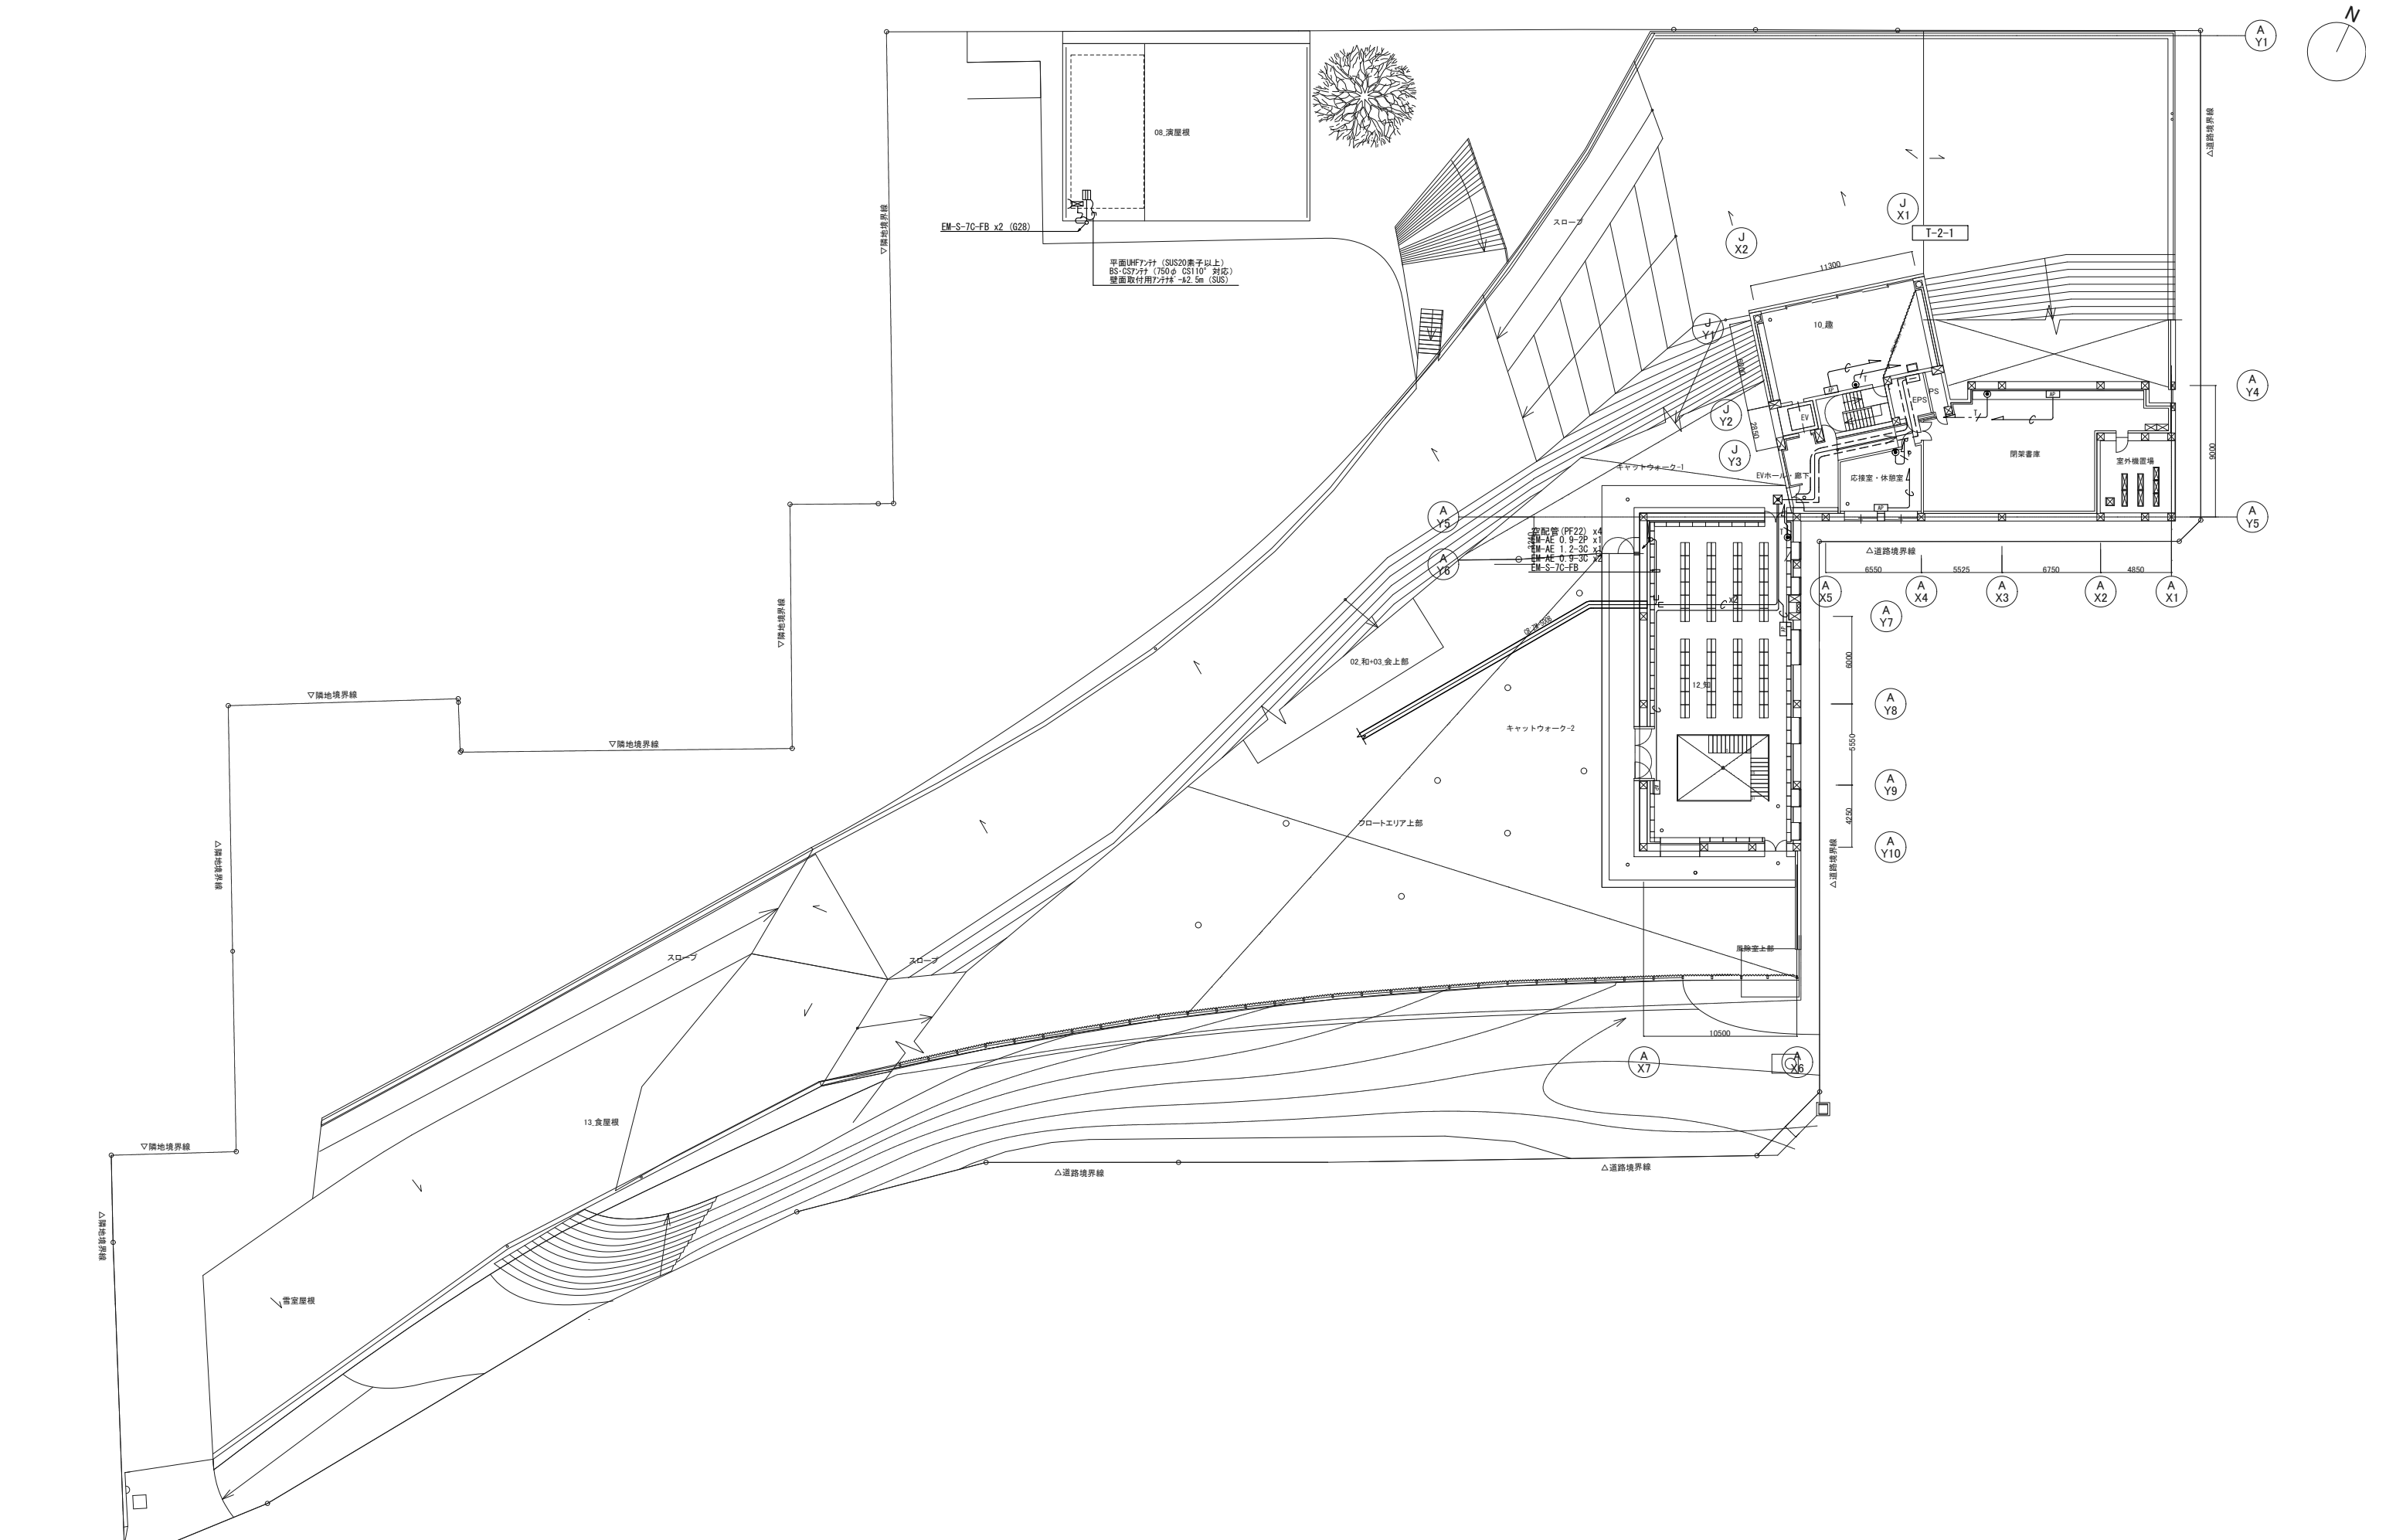 N
A
Y1
△道路境界線
08_演屋根
▽隣地境界線
EM-S-7C-FB x2 (G28)
平面UHFｱﾝﾃﾅ (SUS20素子以上)
BS･CSｱﾝﾃﾅ (750φ CS110°対応)
壁面取付用ｱﾝﾃﾅﾎﾟｰﾙ2.5m (SUS)
スロープ
J
X1
T-2-1
J
X2
11300
J
Y1
10_趣
T
AP
PS
EPS
EV
A
Y4
J
Y2
2850
T
AP
9000
J
Y3
キャットウォーク-1
EVホール・廊下
応接室・休憩室
AP
閉架書庫
室外機置場
A
Y5
A
Y5
空配管(PF22) x4
EM-AE 0.9-2P x1
EM-AE 1.2-3C x1
EM-AE 0.9-3C x2
EM-S-7C-FB
T
A
Y6
△道路境界線
6550
5525
6750
4850
A
X5
A
X4
A
X3
A
X2
A
X1
x2
A
Y7
▽隣地境界線
02_和+03_会上部
6000
12_知
▽隣地境界線
A
Y8
キャットウォーク-2
▽隣地境界線
5550
A
Y9
フロートエリア上部
4250
A
Y10
△隣地境界線
△道路境界線
スロープ
スロープ
風除室上部
10500
A
X7
A
X6
13_食屋根
▽隣地境界線
△道路境界線
△道路境界線
△隣地境界線
雪室屋根